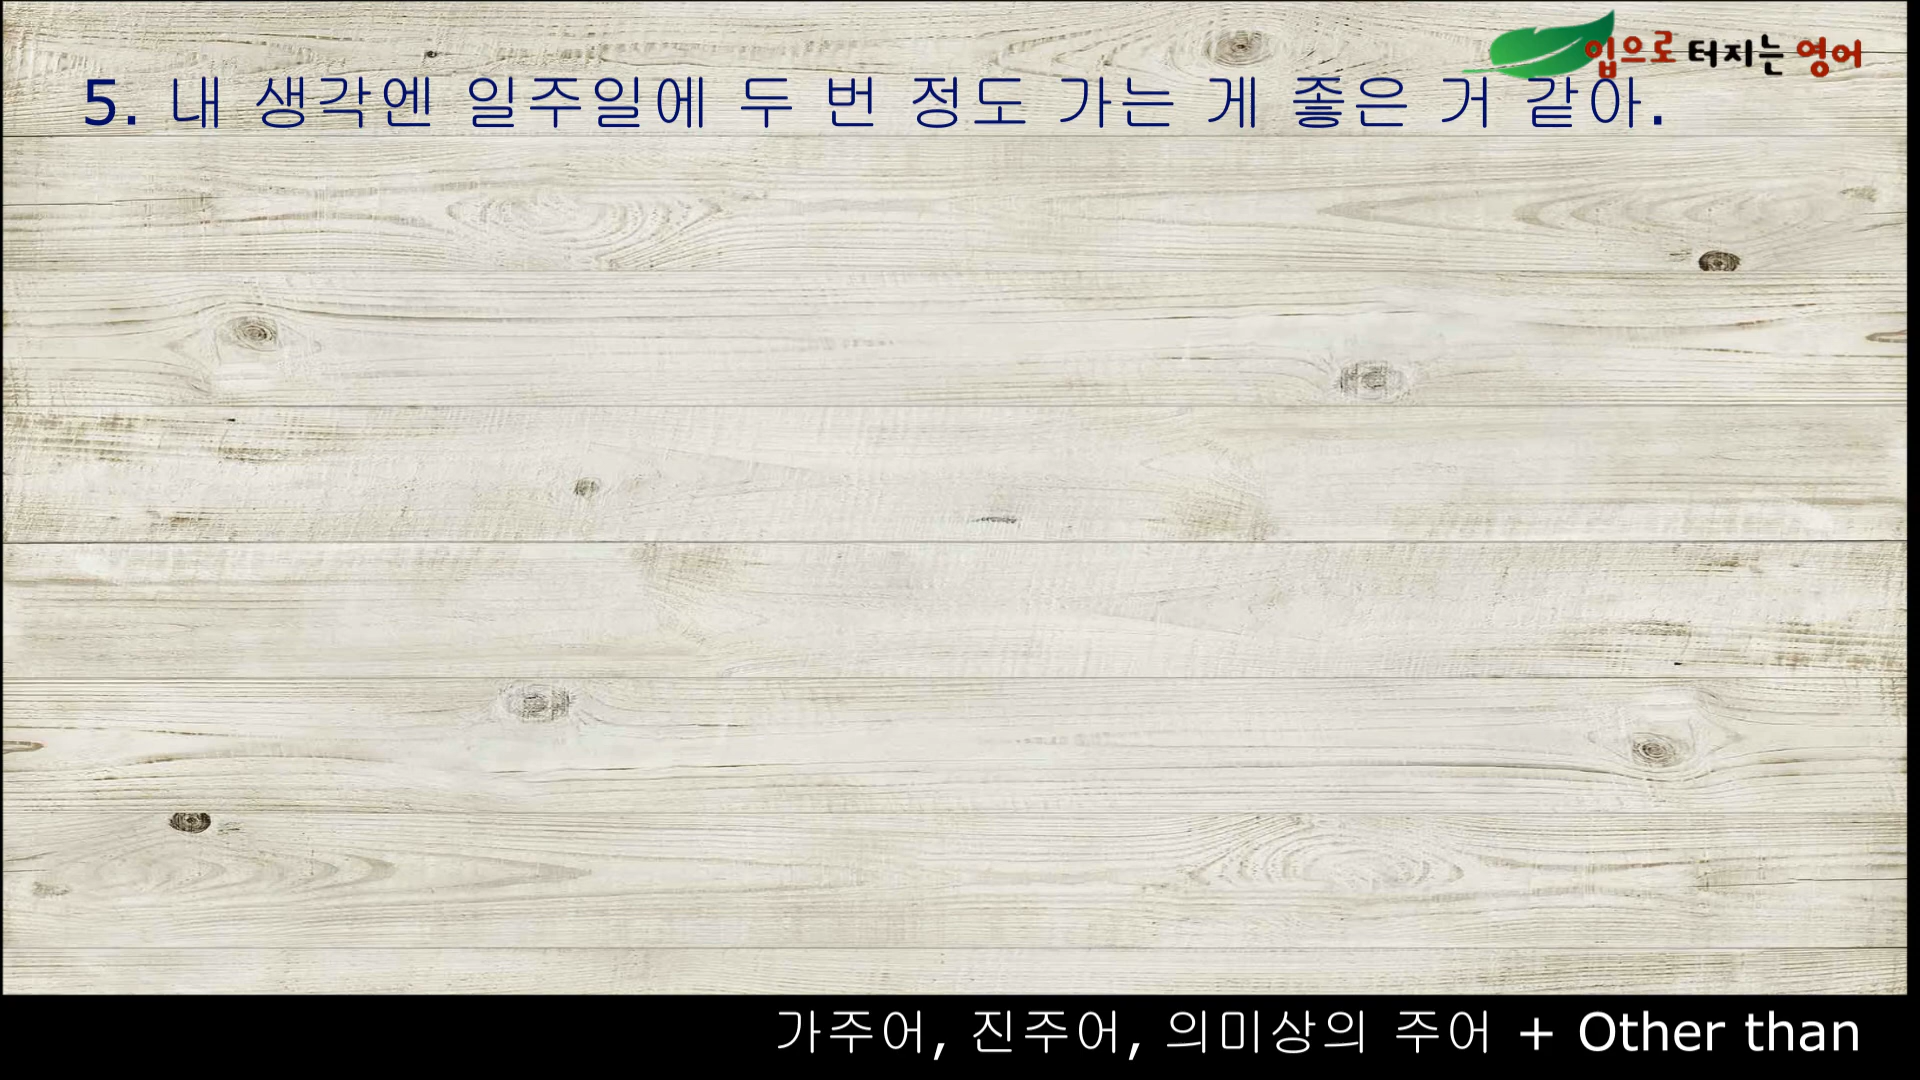 입으로 터지는 영어
5. 내 생각엔 일주일에 두 번 정도 가는 게 좋은 거 같아.
가주어, 진주어, 의미상의 주어 + Other than